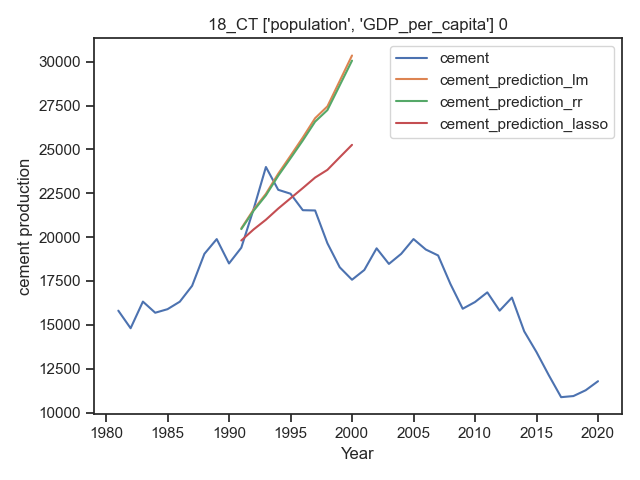 18_CT ['population', 'GDP_per_capita'] 0
cement
cement_prediction_lm
cement_prediction_rr
cement_prediction_lasso
cement production
30000
27500
25000
22500
20000
17500
15000
12500
10000
1980
1985
1990
1995
2000
2005
2010
2015
2020
Year